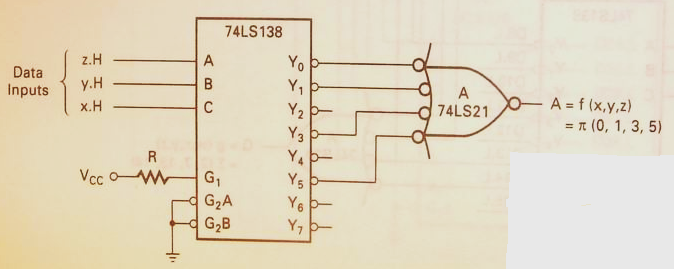 74LS138
Data
Inputs
z.H
y.H
x.H
A
B
C
Y0
Y1
Y2
Y3
Y4
Y5
Y6
Y7
A
74LS21
A = f (x,y,z)
= π (0, 1, 3, 5)
R
VCC
G1
G2A
G2B